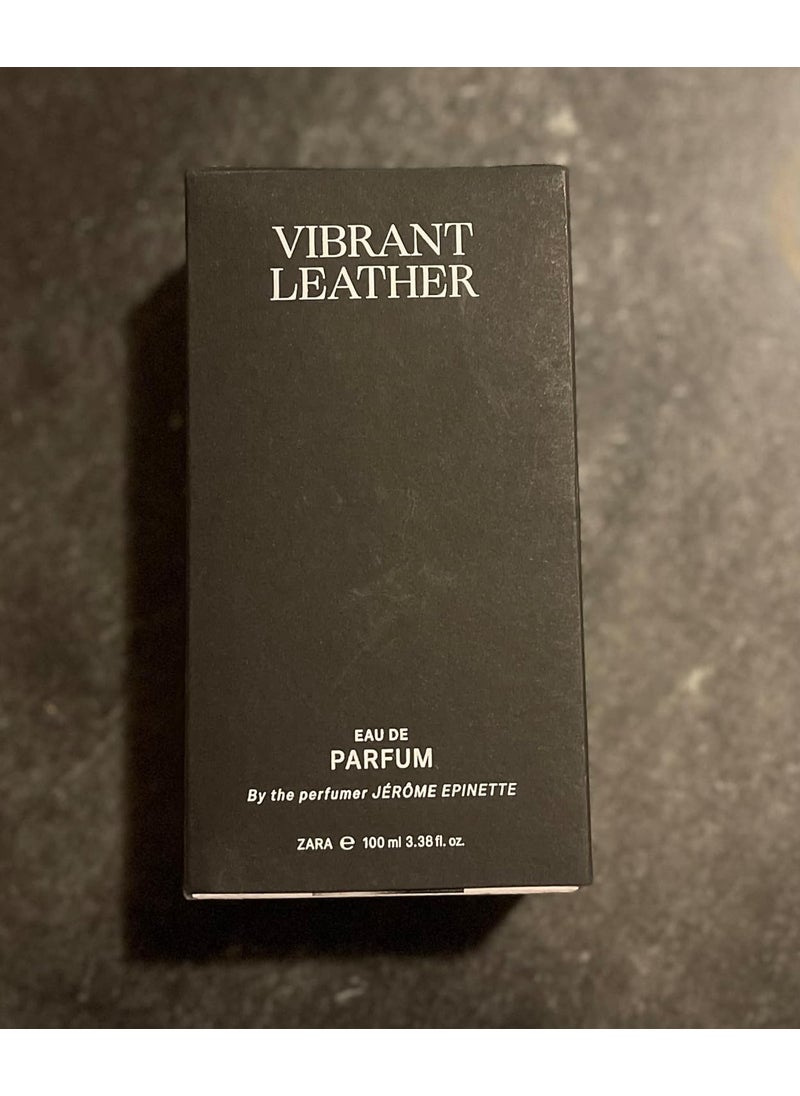 VIBRANT
LEATHER
EAU DE
PARFUM
By the perfumer JÉRÔME EPINETTE
ZARA ℮ 100 ml 3.38 fl. oz.